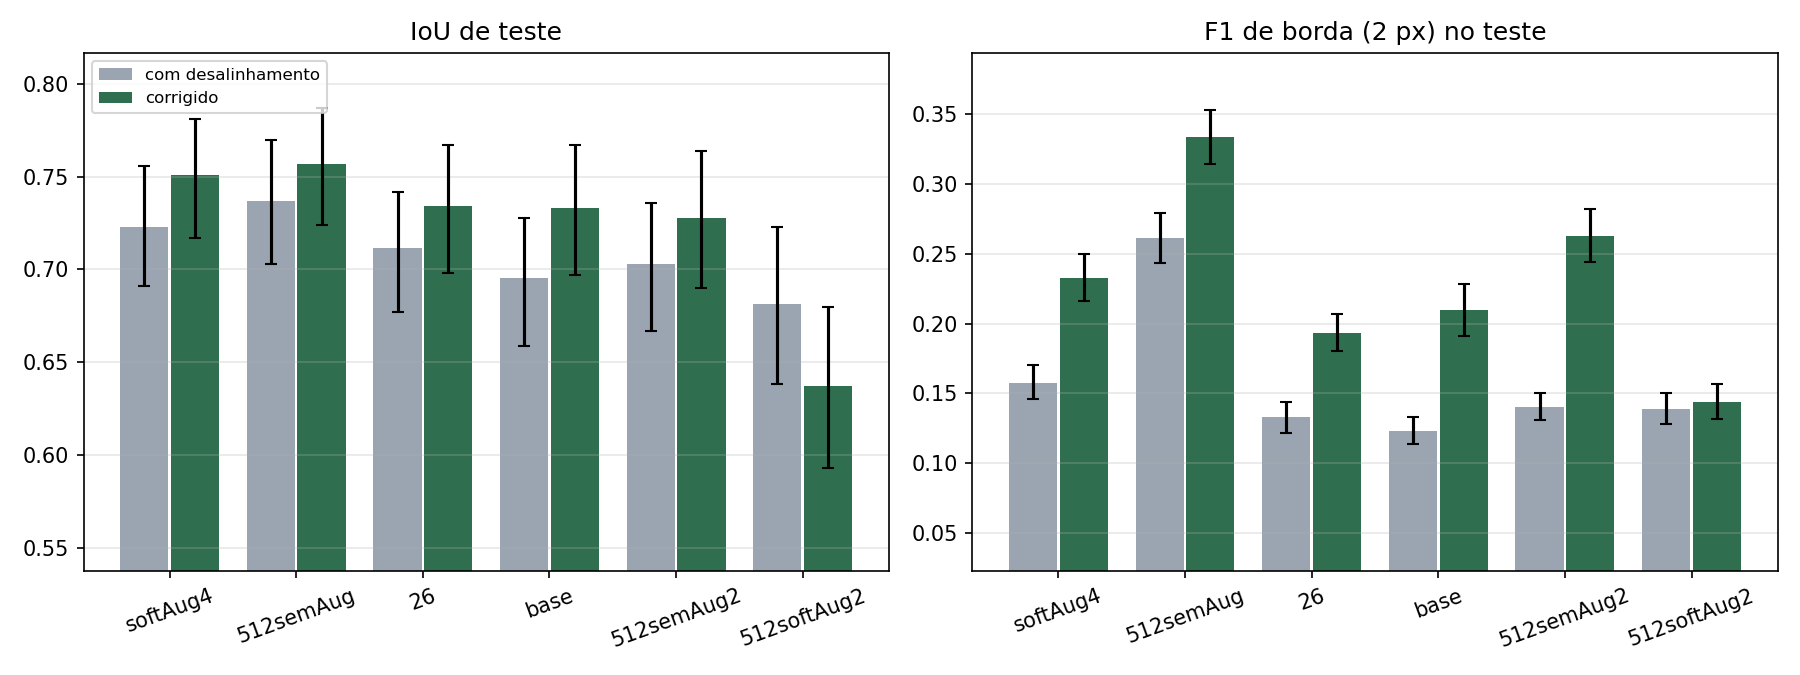 IoU de teste
com desalinhamento
corrigido
0.80
0.75
0.70
0.65
0.60
0.55
softAug4
512semAug
26
base
512semAug2
512softAug2
F1 de borda (2 px) no teste
0.35
0.30
0.25
0.20
0.15
0.10
0.05
softAug4
512semAug
26
base
512semAug2
512softAug2